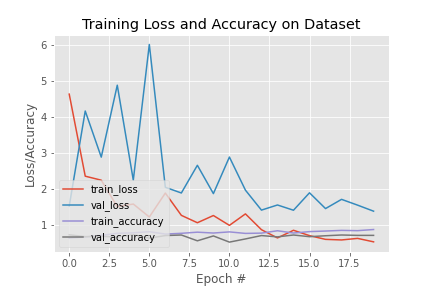 Training Loss and Accuracy on Dataset
6
5
4
3
2
1
Loss/Accuracy
train_loss
val_loss
train_accuracy
val_accuracy
0.0 2.5 5.0 7.5 10.0 12.5 15.0 17.5
Epoch #